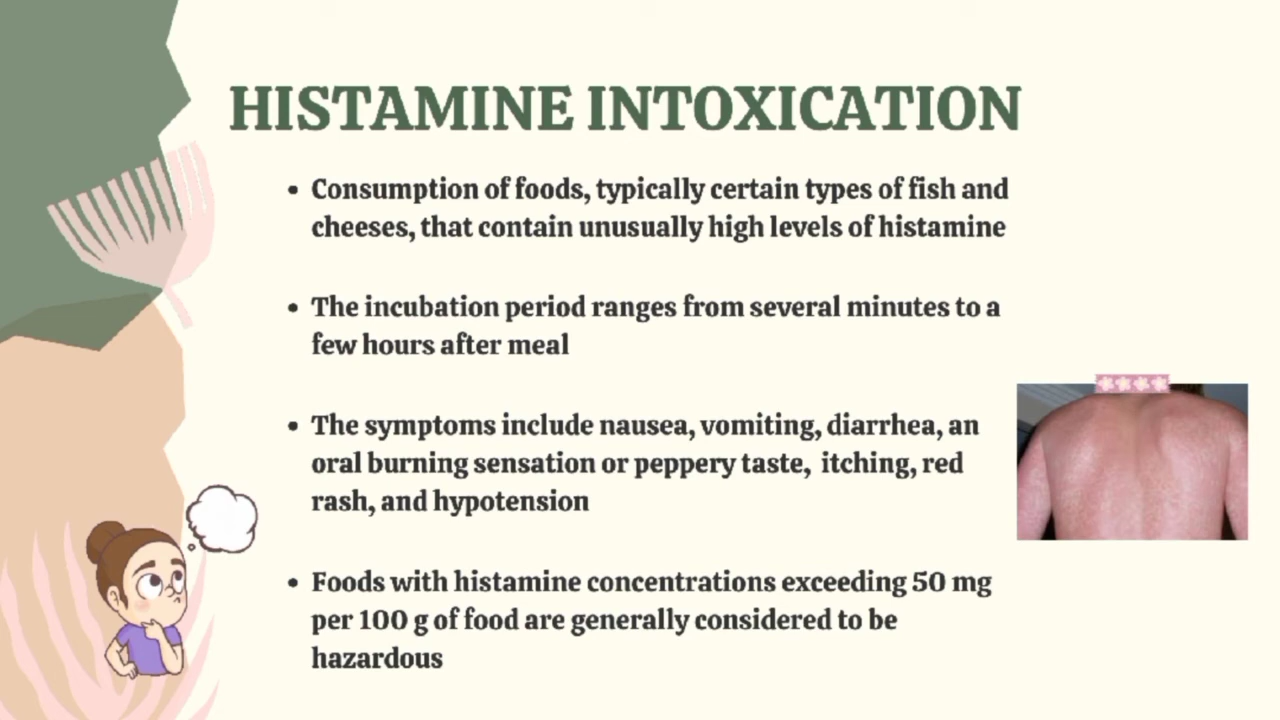 HISTAMINE INTOXICATION
• Consumption of foods, typically certain types of fish and
cheeses, that contain unusually high levels of histamine
• The incubation period ranges from several minutes to a
few hours after meal
• The symptoms include nausea, vomiting, diarrhea, an
oral burning sensation or peppery taste, itching, red
rash, and hypotension
• Foods with histamine concentrations exceeding 50 mg
per 100 g of food are generally considered to be
hazardous